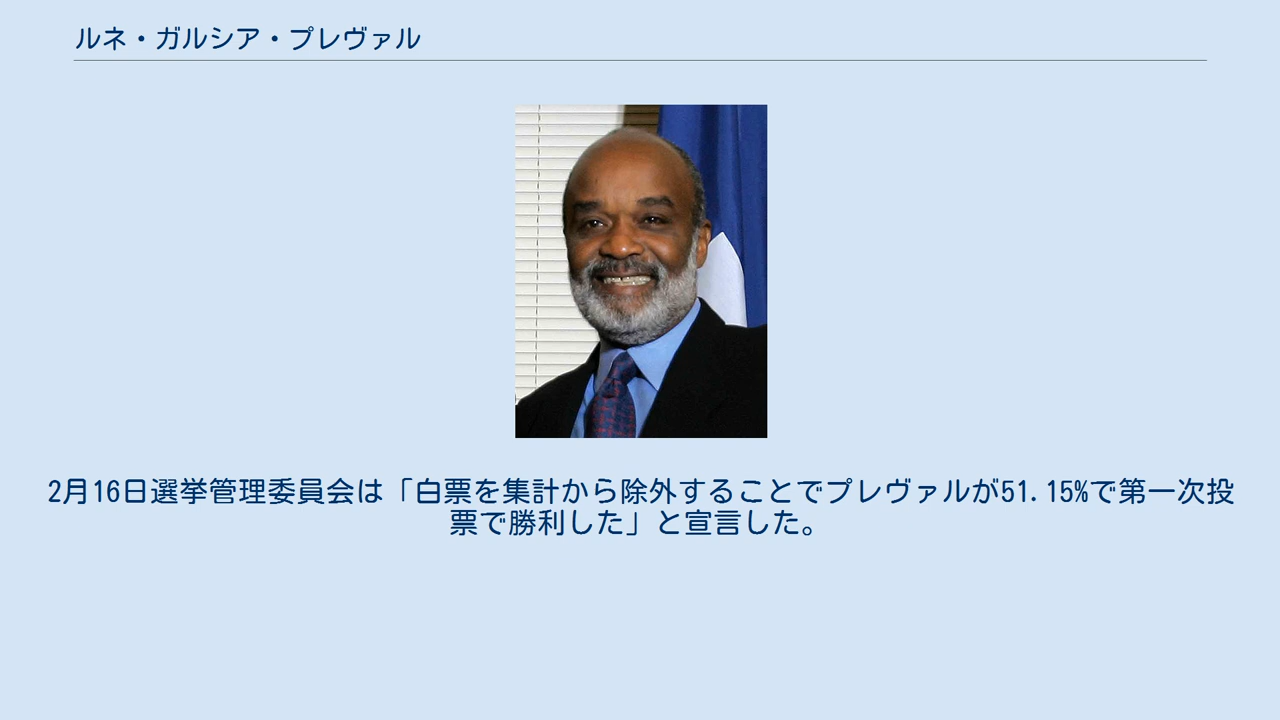 ルネ・ガルシア・プレヴァル
2月16日選挙管理委員会は「白票を集計から除外することでプレヴァルが51.15%で第一次投
票で勝利した」と宣言した。